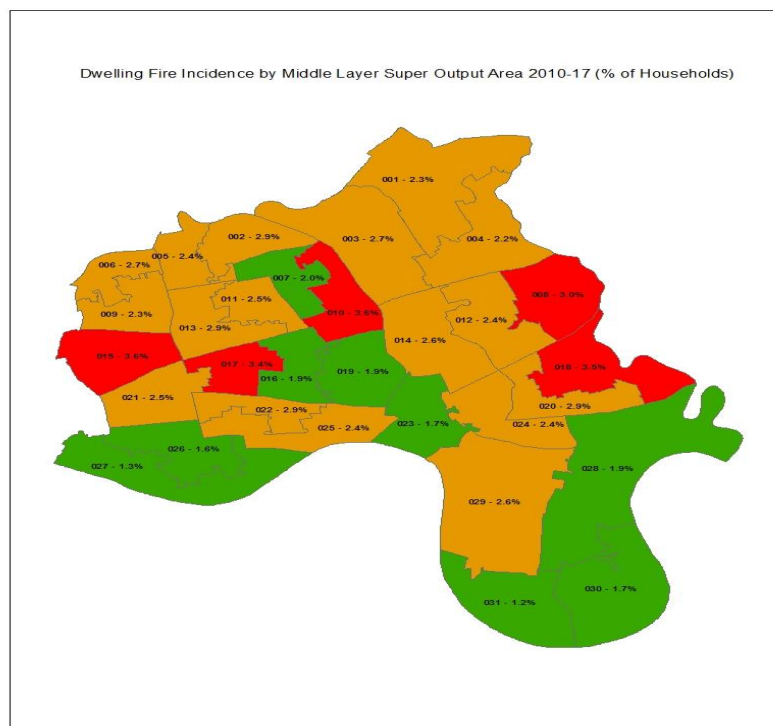 Dwelling Fire Incidence by Middle Layer Super Output Area 2010-17 (% of Households)
001 - 2.3%
002 - 2.9%
003 - 2.7%
004 - 2.2%
005 - 2.4%
006 - 2.7%
007 - 2.0%
008 - 3.0%
011 - 2.5%
009 - 2.3%
010 - 3.6%
012 - 2.4%
013 - 2.9%
014 - 2.6%
015 - 3.6%
017 - 3.4%
018 - 3.5%
016 - 1.9%
019 - 1.9%
021 - 2.5%
022 - 2.9%
020 - 2.9%
023 - 1.7%
024 - 2.4%
025 - 2.4%
026 - 1.6%
027 - 1.3%
028 - 1.9%
029 - 2.6%
030 - 1.7%
031 - 1.2%